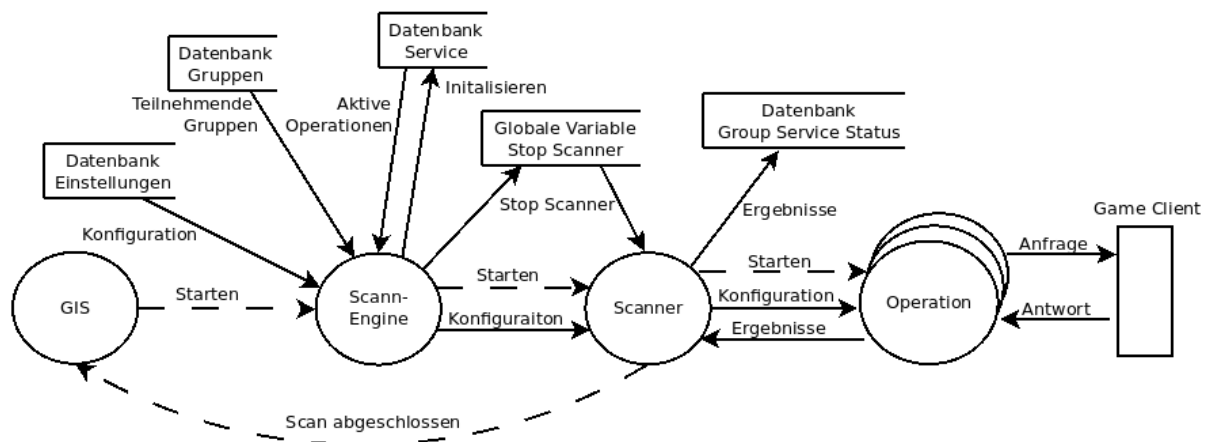 Datenbank
Service
Datenbank
Gruppen
Teilnehmende
Gruppen
Aktive
Operationen
Initalisieren
Globale Variable
Stop Scanner
Datenbank
Group Service Status
Datenbank
Einstellungen
Stop Scanner
Ergebnisse
Game Client
Konfiguration
Anfrage
GIS
Starten
Scann-
Engine
Starten
Konfiguraiton
Scanner
Starten
Konfiguration
Ergebnisse
Operation
Antwort
Scan abgeschlossen